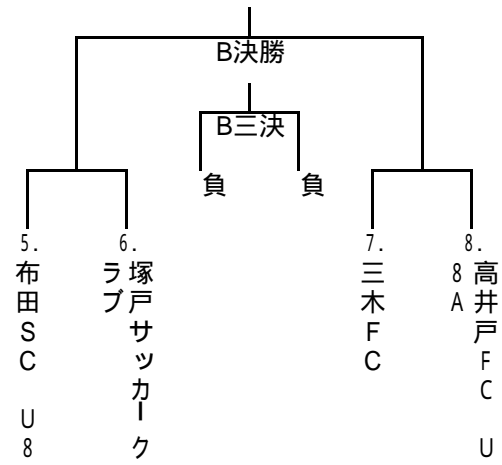 B決勝
B三決
負
負
5.
布田SC U8
6.
塚戸サッカーク
ラブ
7.
三木FC
8.
高井戸FC U
8A